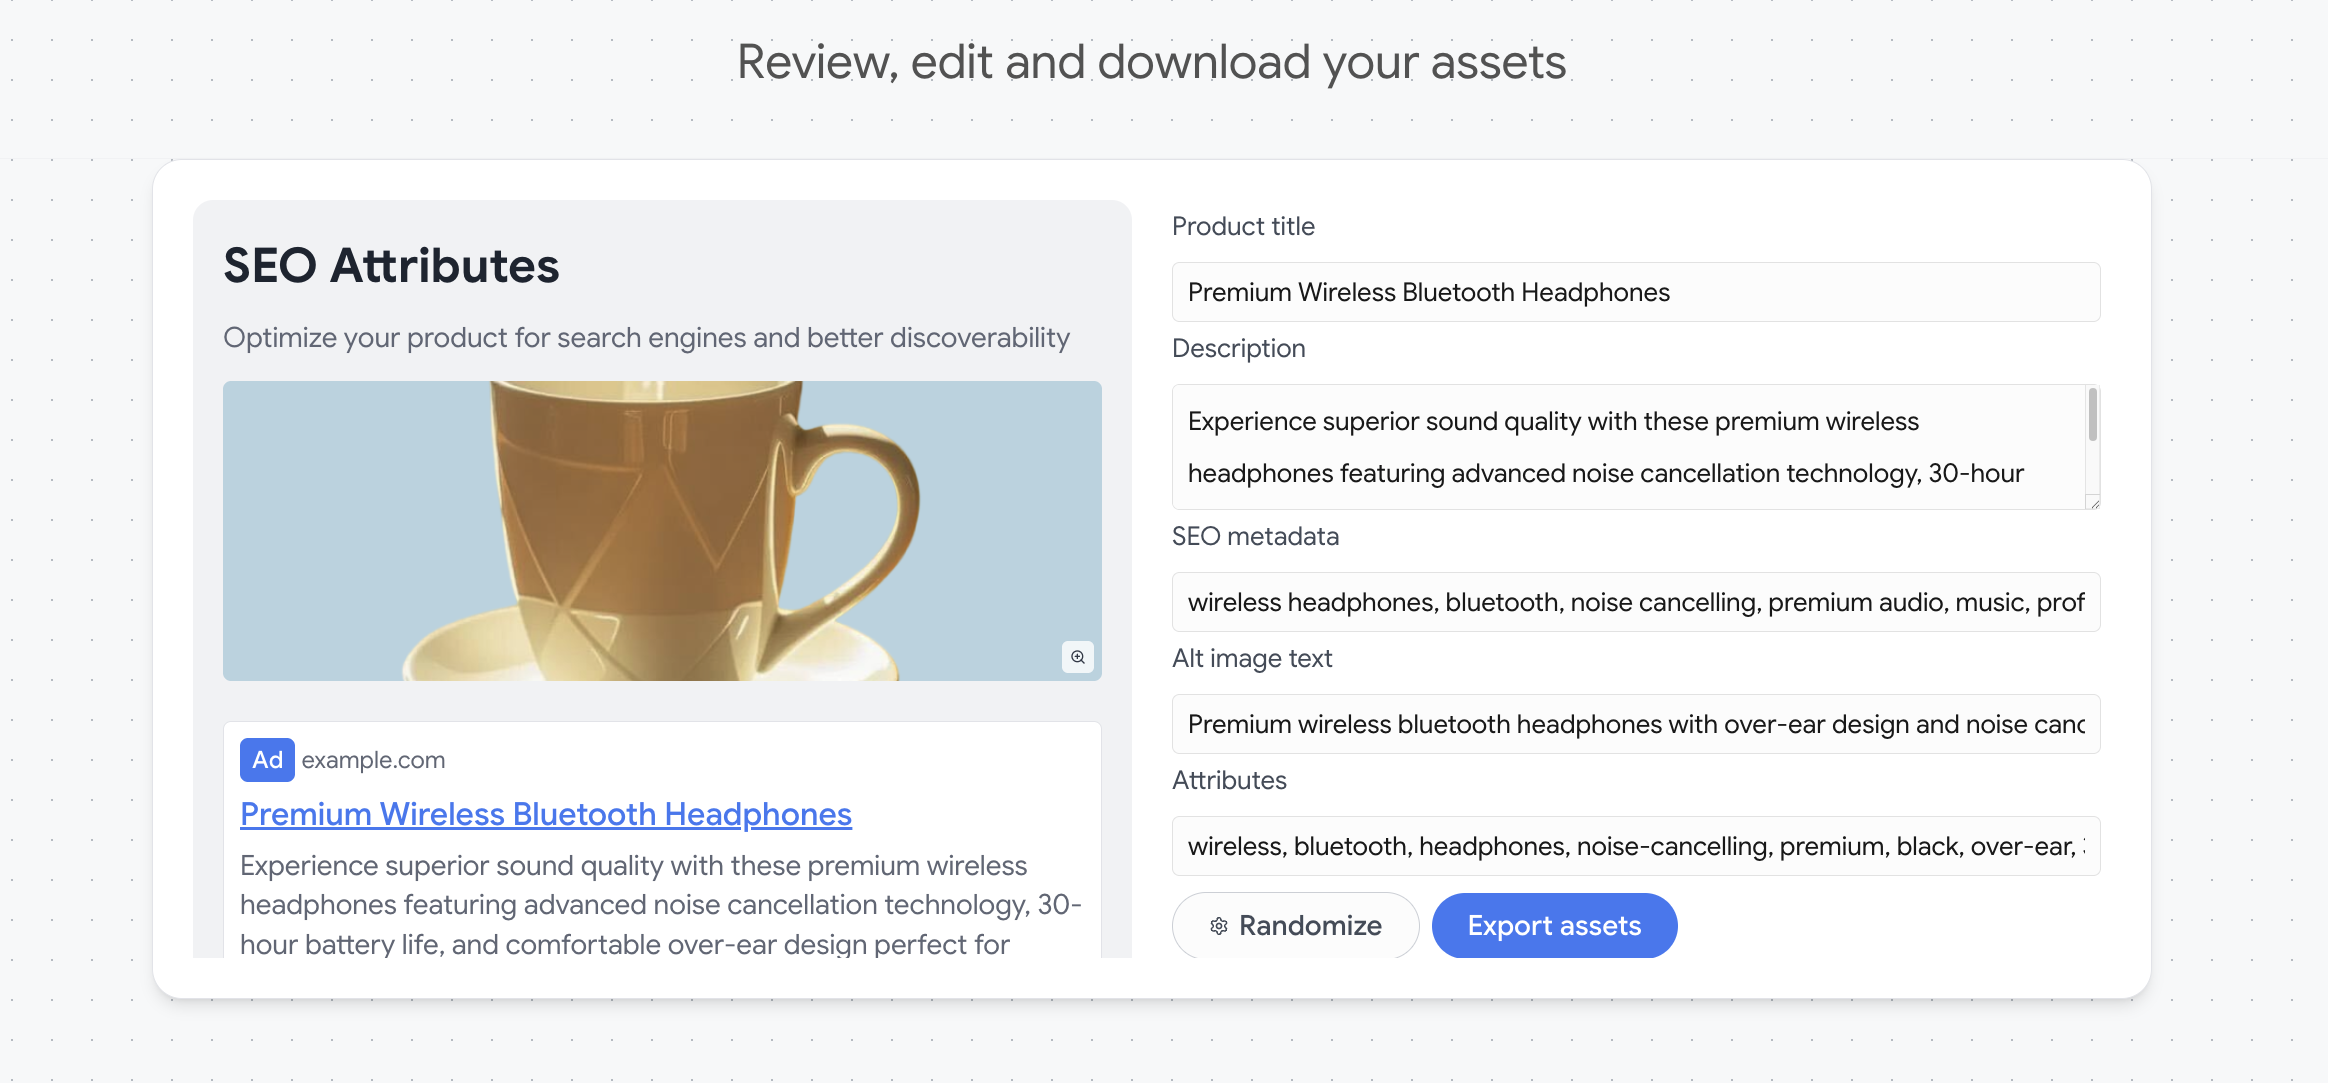 Review, edit and download your assets
SEO Attributes
Optimize your product for search engines and better discoverability
Ad example.com
Premium Wireless Bluetooth Headphones
Experience superior sound quality with these premium wireless
headphones featuring advanced noise cancellation technology, 30-
hour battery life, and comfortable over-ear design perfect for
Product title
Premium Wireless Bluetooth Headphones
Description
Experience superior sound quality with these premium wireless
headphones featuring advanced noise cancellation technology, 30-hour
SEO metadata
wireless headphones, bluetooth, noise cancelling, premium audio, music, prof
Alt image text
Premium wireless bluetooth headphones with over-ear design and noise canc
Attributes
wireless, bluetooth, headphones, noise-cancelling, premium, black, over-ear,
Randomize
Export assets